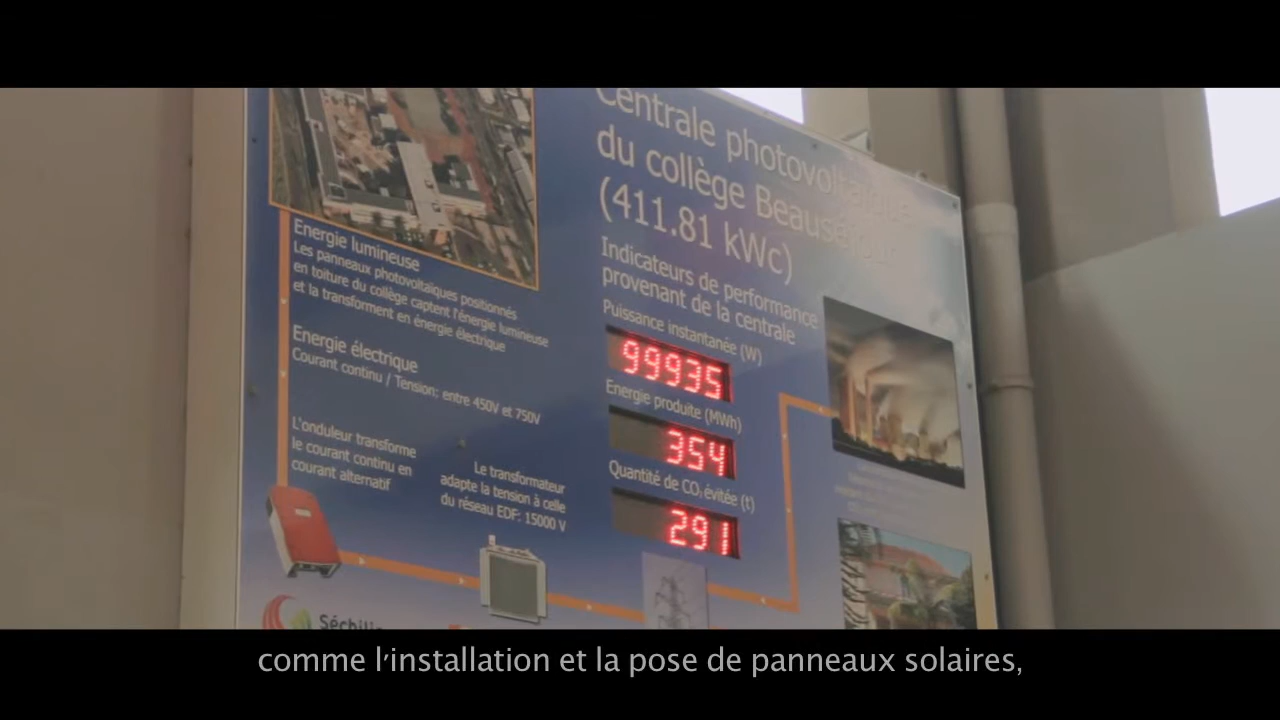 Centrale photovoltaïque
du collège Beauséjour
(411.81 kWc)
Indicateurs de performance
provenant de la centrale
Puissance instantanée (W)
99935
Energie produite (MWh)
354
Quantité de CO₂ évitée (t)
291
Energie lumineuse
Les panneaux photovoltaïques positionnés
en toiture du collège captent l'énergie lumineuse
et la transforment en énergie électrique
Energie électrique
Courant continu / Tension; entre 450V et 750V
L'onduleur transforme
le courant continu en
courant alternatif
Le transformateur
adapte la tension à celle
du réseau EDF: 15000 V
comme l'installation et la pose de panneaux solaires,